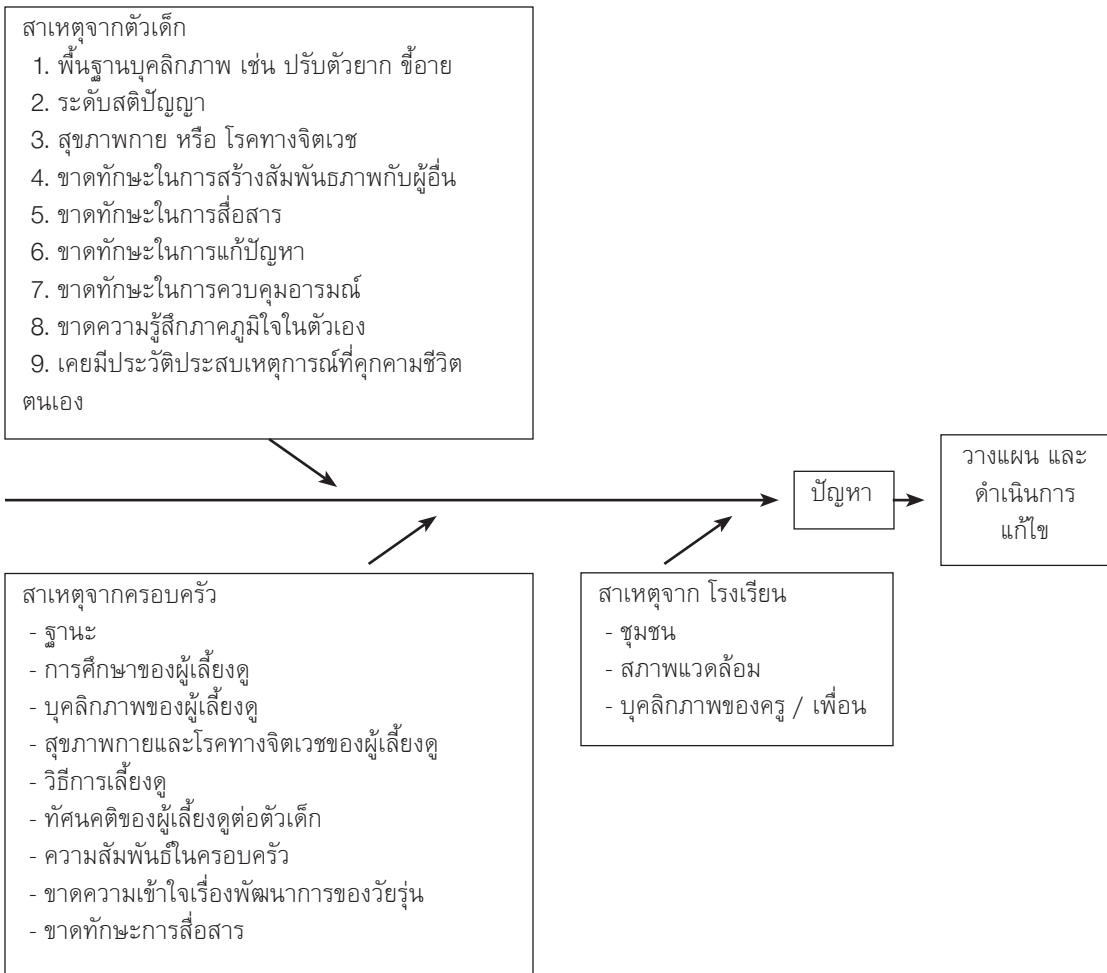 สาเหตุจากตัวเด็ก
1. พื้นฐานบุคลิกภาพ เช่น ปรับตัวยาก ขี้อาย
2. ระดับสติปัญญา
3. สุขภาพกาย หรือ โรคทางจิตเวช
4. ขาดทักษะในการสร้างสัมพันธภาพกับผู้อื่น
5. ขาดทักษะในการสื่อสาร
6. ขาดทักษะในการแก้ปัญหา
7. ขาดทักษะในการควบคุมอารมณ์
8. ขาดความรู้สึกภาคภูมิใจในตัวเอง
9. เคยมีประวัติประสบเหตุการณ์ที่คุกคามชีวิต
ตนเอง
ปัญหา
วางแผน และ
ดำเนินการ
แก้ไข
สาเหตุจากครอบครัว
- ฐานะ
- การศึกษาของผู้เลี้ยงดู
- บุคลิกภาพของผู้เลี้ยงดู
- สุขภาพกายและโรคทางจิตเวชของผู้เลี้ยงดู
- วิธีการเลี้ยงดู
- ทัศนคติของผู้เลี้ยงดูต่อตัวเด็ก
- ความสัมพันธ์ในครอบครัว
- ขาดความเข้าใจเรื่องพัฒนาการของวัยรุ่น
- ขาดทักษะการสื่อสาร
สาเหตุจาก โรงเรียน
- ชุมชน
- สภาพแวดล้อม
- บุคลิกภาพของครู / เพื่อน